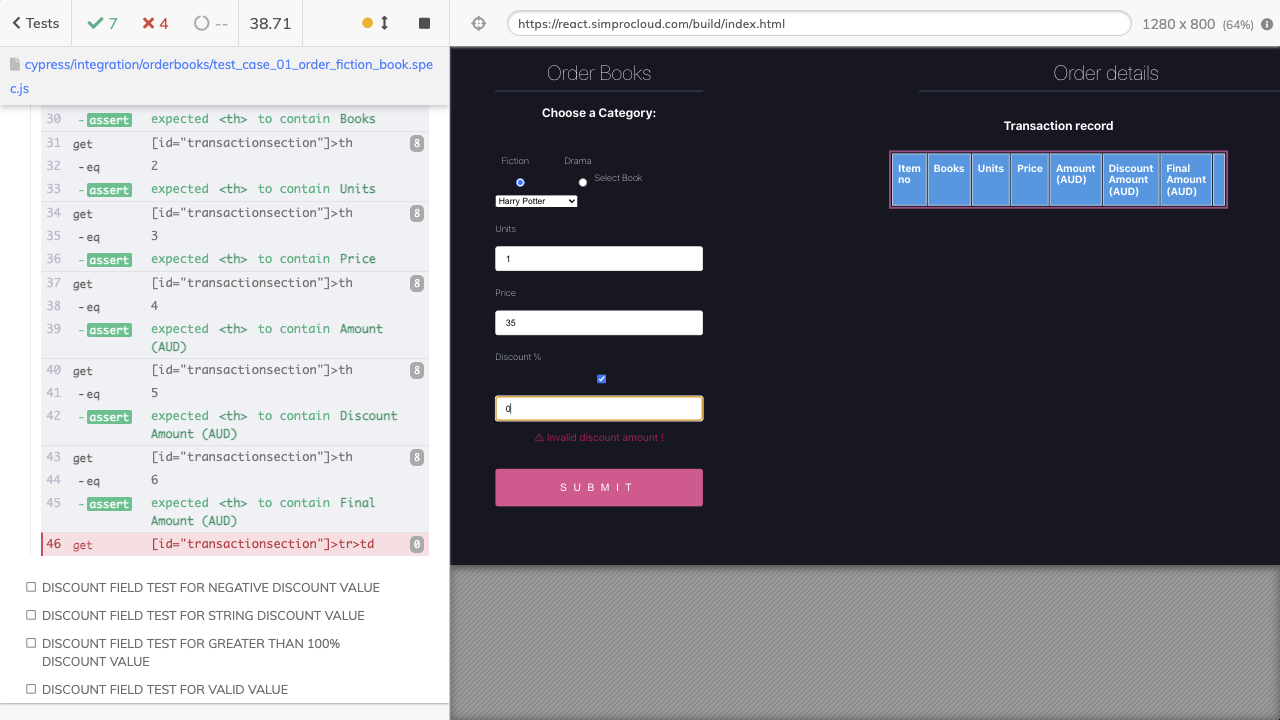 Tests
7
4
--
38.71
https://react.simprocloud.com/build/index.html
1280 x 800 (64%)
cypress/integration/orderbooks/test_case_01_order_fiction_book.spe
c.js
30 -assert expected <th> to contain Books
31 get [id="transactionsection"]>th 8
32 -eq 2
33 -assert expected <th> to contain Units
34 get [id="transactionsection"]>th 8
35 -eq 3
36 -assert expected <th> to contain Price
37 get [id="transactionsection"]>th 8
38 -eq 4
39 -assert expected <th> to contain Amount
(AUD)
40 get [id="transactionsection"]>th 8
41 -eq 5
42 -assert expected <th> to contain Discount
Amount (AUD)
43 get [id="transactionsection"]>th 8
44 -eq 6
45 -assert expected <th> to contain Final
Amount (AUD)
46 get [id="transactionsection"]>tr>td 0
DISCOUNT FIELD TEST FOR NEGATIVE DISCOUNT VALUE
DISCOUNT FIELD TEST FOR STRING DISCOUNT VALUE
DISCOUNT FIELD TEST FOR GREATER THAN 100%
DISCOUNT VALUE
DISCOUNT FIELD TEST FOR VALID VALUE
Order Books
Choose a Category:
Fiction
Drama
Select Book
Harry Potter
Units
1
Price
35
Discount %
0
⚠ Invalid discount amount !
SUBMIT
Order details
Transaction record
Item
no
Books
Units
Price
Amount
(AUD)
Discount
Amount
(AUD)
Final
Amount
(AUD)